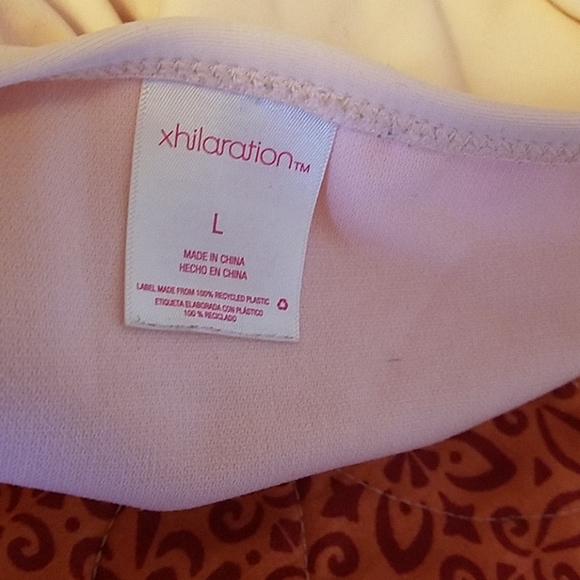 xhilaration™
L
MADE IN CHINA
HECHO EN CHINA
LABEL MADE FROM 100% RECYCLED PLASTIC
ETIQUETA ELABORADA CON PLÁSTICO
100 % RECICLADO